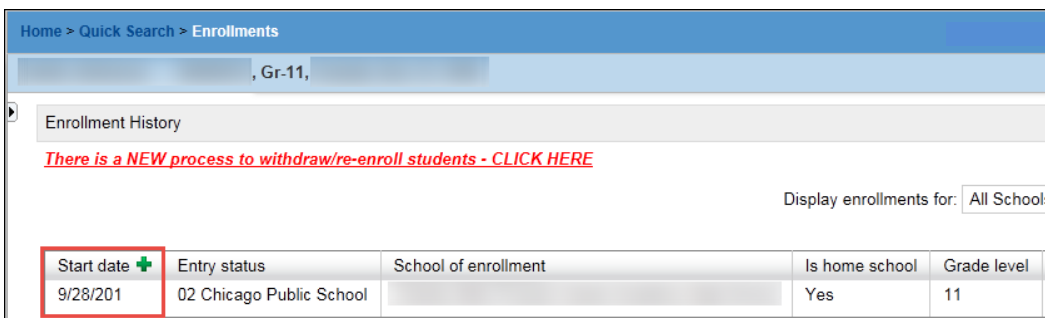 Home > Quick Search > Enrollments
, Gr-11,
Enrollment History
There is a NEW process to withdraw/re-enroll students - CLICK HERE
Display enrollments for: All School
Start date Entry status School of enrollment Is home school Grade level
9/28/201 02 Chicago Public School Yes 11